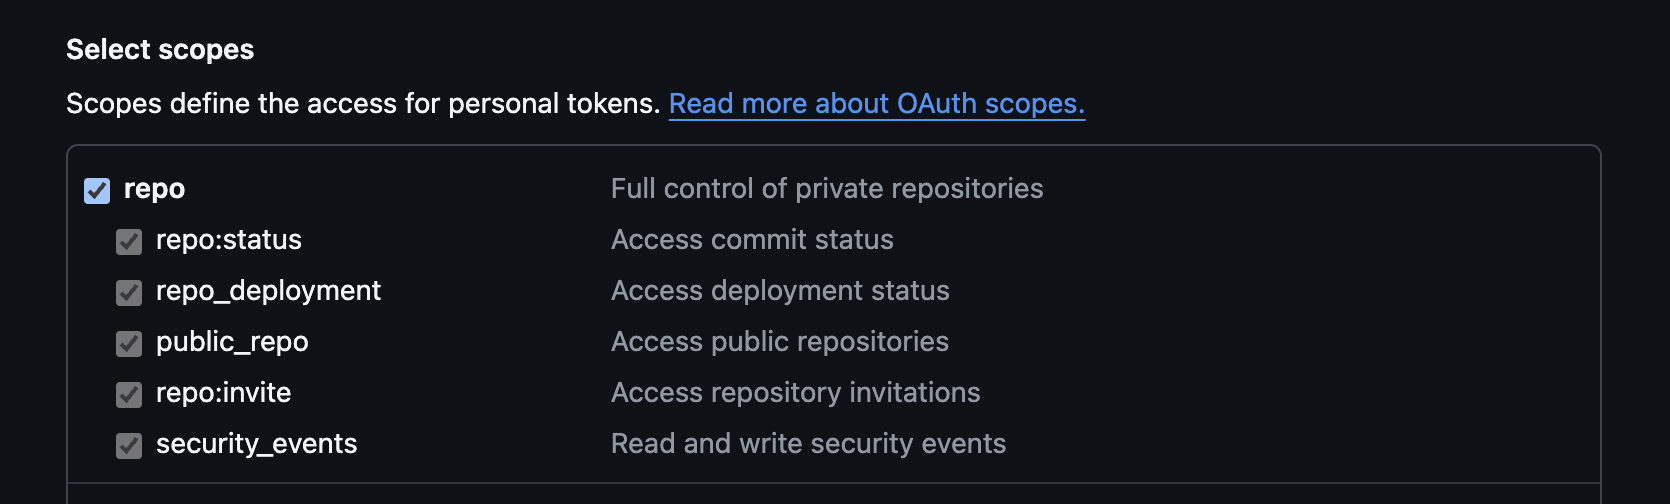 Select scopes
Scopes define the access for personal tokens. Read more about OAuth scopes.
repo Full control of private repositories
repo:status Access commit status
repo_deployment Access deployment status
public_repo Access public repositories
repo:invite Access repository invitations
security_events Read and write security events